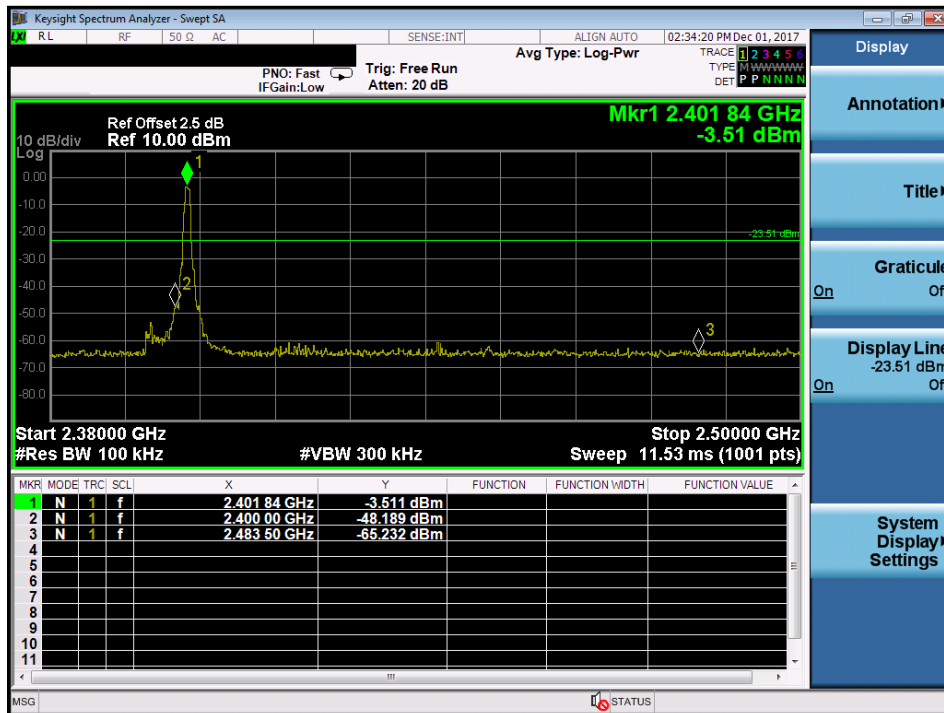 Keysight Spectrum Analyzer - Swept SA
LXI RL RF 50 Ω AC SENSE:INT ALIGN AUTO 02:34:20 PM Dec 01, 2017
Display
Avg Type: Log-Pwr TRACE 1 2 3 4 5 6
PNO: Fast Trig: Free Run TYPE M W W W W W
IFGain:Low Atten: 20 dB DET P P N N N N
Annotation
Mkr1 2.401 84 GHz
Ref Offset 2.5 dB
10 dB/div Ref 10.00 dBm -3.51 dBm
Log
1
0.00
-10.0
-20.0
-23.51 dBm
-30.0
-40.0
2
-50.0
-60.0
3
-70.0
-80.0
Start 2.38000 GHz Stop 2.50000 GHz
#Res BW 100 kHz #VBW 300 kHz Sweep 11.53 ms (1001 pts)
Title
Graticule
On Of
Display Line
-23.51 dBm
On Of
System
Display
Settings
MKR MODE TRC SCL X Y FUNCTION FUNCTION WIDTH FUNCTION VALUE
1 N 1 f 2.401 84 GHz -3.511 dBm
2 N 1 f 2.400 00 GHz -48.189 dBm
3 N 1 f 2.483 50 GHz -65.232 dBm
4
5
6
7
8
9
10
11
MSG STATUS